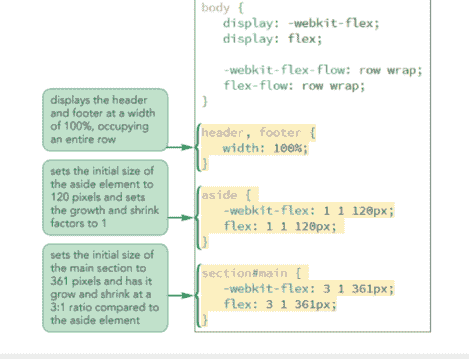 body {
display: -webkit-flex;
display: flex;
-webkit-flex-flow: row wrap;
flex-flow: row wrap;
}
displays the header
and footer at a width
of 100%, occupying
an entire row
header, footer {
width: 100%;
}
sets the initial size of
the aside element to
120 pixels and sets
the growth and shrink
factors to 1
aside {
-webkit-flex: 1 1 120px;
flex: 1 1 120px;
}
sets the initial size of
the main section to
361 pixels and has it
grow and shrink at a
3:1 ratio compared to
the aside element
section#main {
-webkit-flex: 3 1 361px;
flex: 3 1 361px;
}